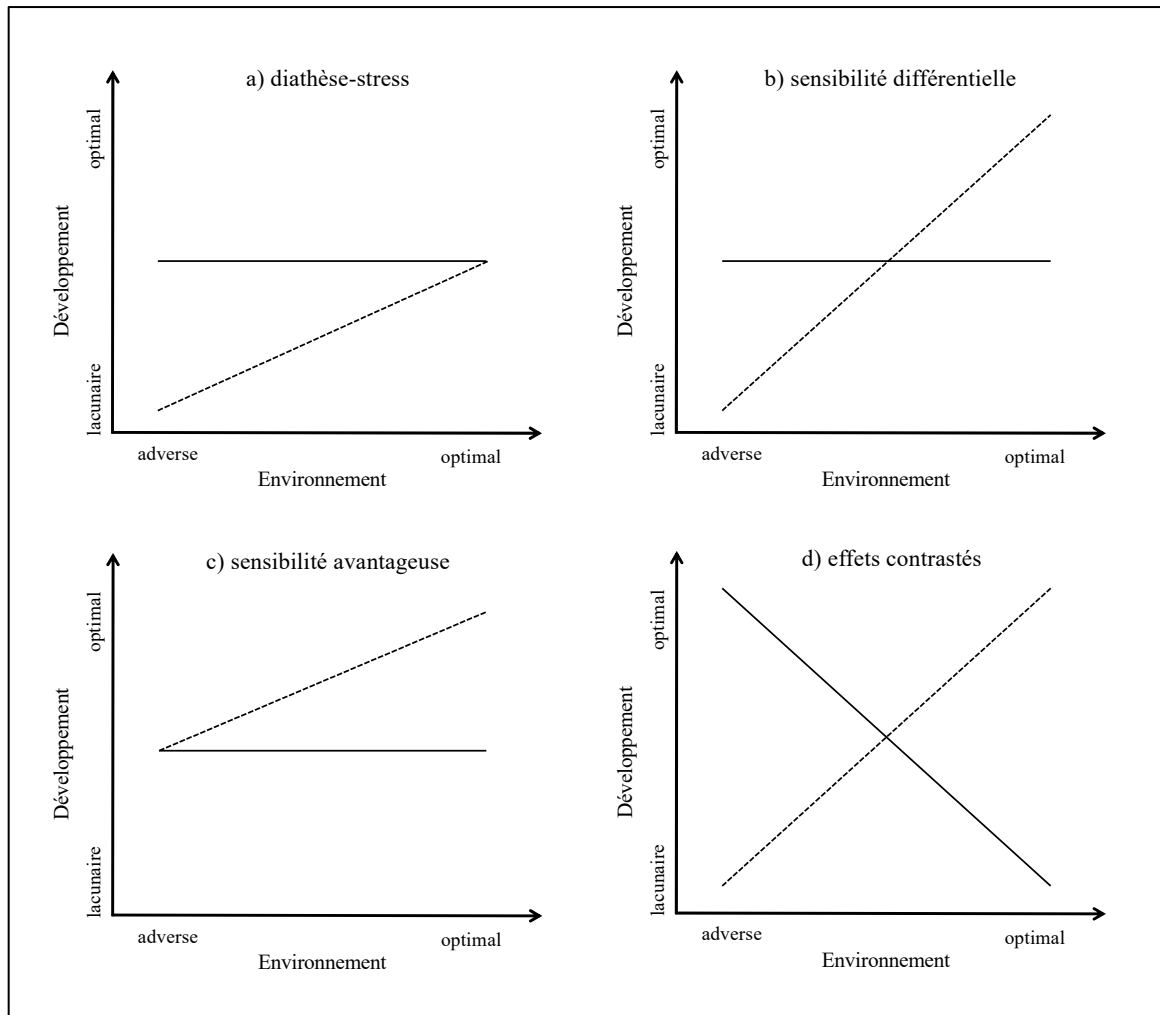 a) diathèse-stress
optimal
Développement
lacunaire
adverse
optimal
Environnement
b) sensibilité différentielle
optimal
Développement
lacunaire
adverse
optimal
Environnement
c) sensibilité avantageuse
optimal
Développement
lacunaire
adverse
optimal
Environnement
d) effets contrastés
optimal
Développement
lacunaire
adverse
optimal
Environnement